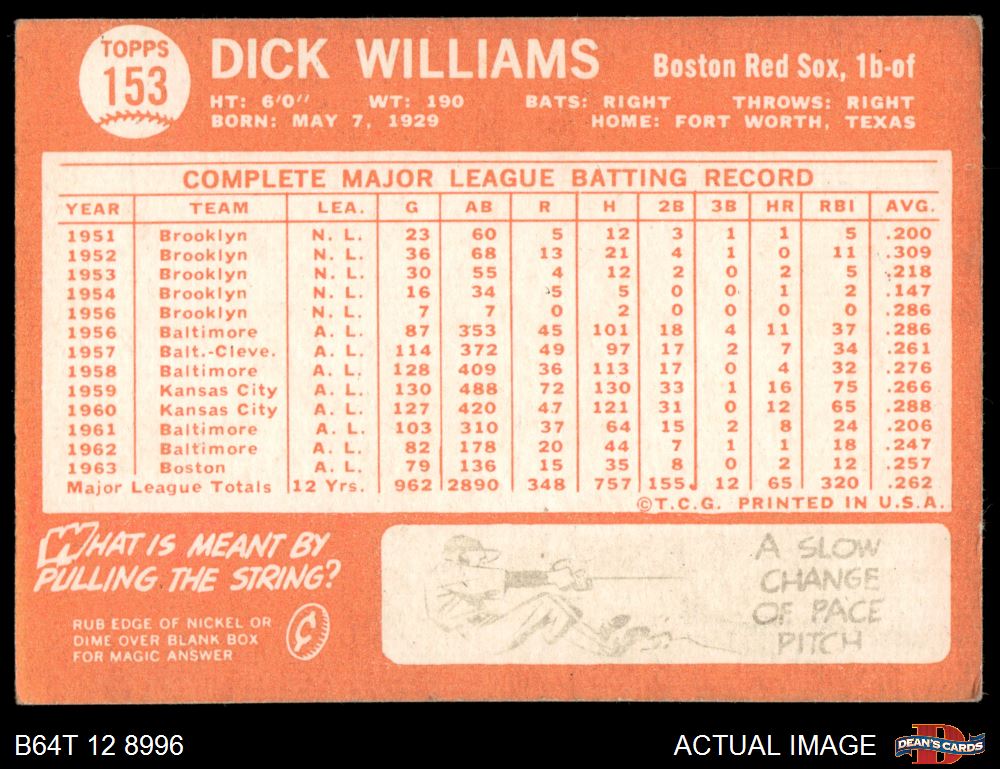 TOPPS
153
DICK WILLIAMS
Boston Red Sox, 1b-of
HT: 6'0" WT: 190 BATS: RIGHT THROWS: RIGHT
BORN: MAY 7, 1929 HOME: FORT WORTH, TEXAS
COMPLETE MAJOR LEAGUE BATTING RECORD
YEAR TEAM LEA. G AB R H 2B 3B HR RBI AVG.
1951 Brooklyn N. L. 23 60 5 12 3 1 1 5 .200
1952 Brooklyn N. L. 36 68 13 21 4 1 0 11 .309
1953 Brooklyn N. L. 30 55 4 12 2 0 2 5 .218
1954 Brooklyn N. L. 16 34 5 5 0 0 1 2 .147
1956 Brooklyn N. L. 7 7 0 2 0 0 0 0 .286
1956 Baltimore A. L. 87 353 45 101 18 4 11 37 .286
1957 Balt.-Cleve. A. L. 114 372 49 97 17 2 7 34 .261
1958 Baltimore A. L. 128 409 36 113 17 0 4 32 .276
1959 Kansas City A. L. 130 488 72 130 33 1 16 75 .266
1960 Kansas City A. L. 127 420 47 121 31 0 12 65 .288
1961 Baltimore A. L. 103 310 37 64 15 2 8 24 .206
1962 Baltimore A. L. 82 178 20 44 7 1 1 18 .247
1963 Boston A. L. 79 136 15 35 8 0 2 12 .257
Major League Totals 12 Yrs. 962 2890 348 757 155 12 65 320 .262
©T.C.G. PRINTED IN U.S.A.
WHAT IS MEANT BY
PULLING THE STRING?
RUB EDGE OF NICKEL OR
DIME OVER BLANK BOX
FOR MAGIC ANSWER
¢
A SLOW
CHANGE
OF PACE
PITCH
B64T 12 8996
ACTUAL IMAGE
D
DEAN'S CARDS